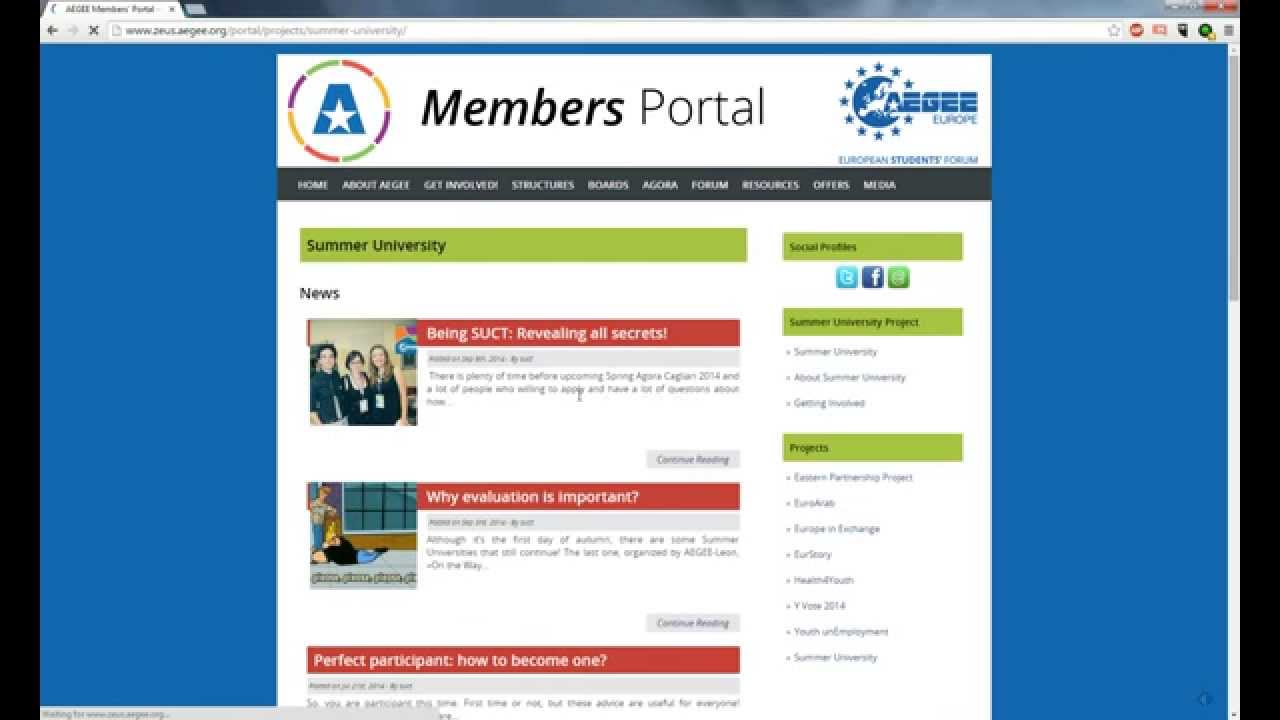 AEGEE Members' Portal
www.zeus.aegee.org/portal/projects/summer-university/
A
Members Portal
AEGEE
EUROPE
EUROPEAN STUDENTS' FORUM
HOME ABOUT AEGEE GET INVOLVED! STRUCTURES BOARDS AGORA FORUM RESOURCES OFFERS MEDIA
Summer University
News
Being SUCT: Revealing all secrets!
Posted on Sep 8th, 2014 - By suct
There is plenty of time before upcoming Spring Agora Cagliari 2014 and
a lot of people who willing to apply and have a lot of questions about
how...
Continue Reading
Why evaluation is important?
Posted on Sep 3rd, 2014 - By suct
Although it's the first day of autumn, there are some Summer
Universities that still continue! The last one, organized by AEGEE-Leon,
«On the Way...
please, please, please, pl
Continue Reading
Perfect participant: how to become one?
Posted on Jul 21st, 2014 - By suct
So, you are participant this time. First time or not, but these advice are useful for everyone!
Social Profiles
Summer University Project
» Summer University
» About Summer University
» Getting Involved
Projects
» Eastern Partnership Project
» EuroArab
» Europe in Exchange
» EurStory
» Health4Youth
» Y Vote 2014
» Youth unEmployment
» Summer University
Waiting for www.zeus.aegee.org...